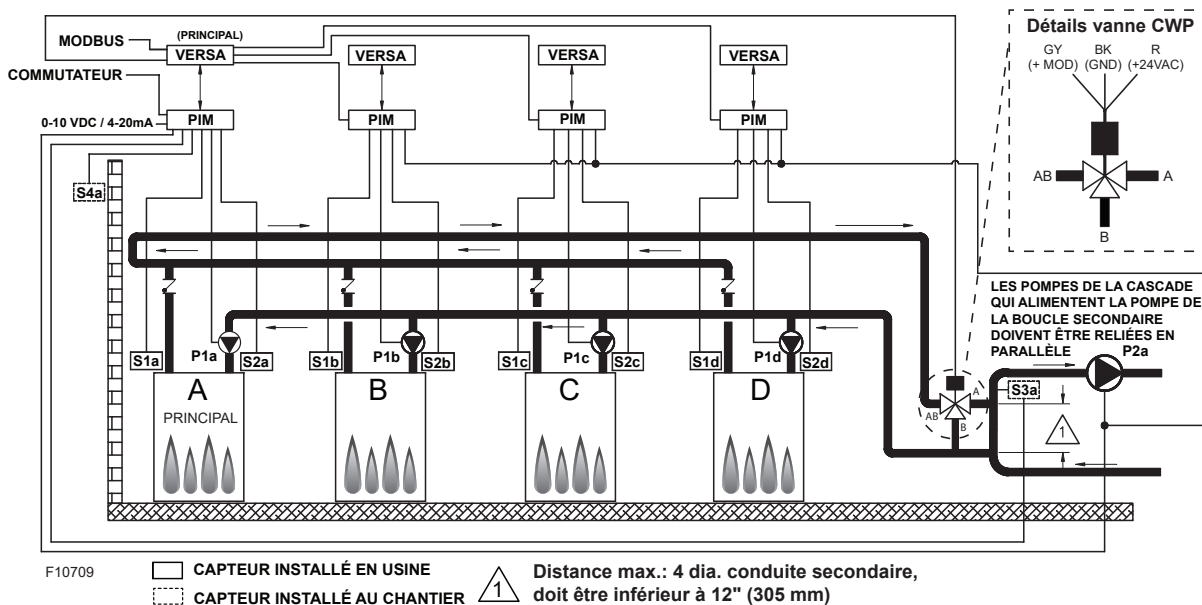 MODBUS
(PRINCIPAL)
VERSA
VERSA
VERSA
VERSA
COMMUTATEUR
0-10 VDC / 4-20mA
PIM
PIM
PIM
PIM
S4a
Détails vanne CWP
GY
(+ MOD)
BK
(GND)
R
(+24VAC)
AB
A
B
LES POMPES DE LA CASCADE
QUI ALIMENTENT LA POMPE DE
LA BOUCLE SECONDAIRE
DOIVENT ÊTRE RELIÉES EN
PARALLÈLE
P2a
S1a
P1a
S2a
S1b
P1b
S2b
S1c
P1c
S2c
S1d
P1d
S2d
A
PRINCIPAL
B
C
D
S3a
A
AB
B
1
F10709
CAPTEUR INSTALLÉ EN USINE
CAPTEUR INSTALLÉ AU CHANTIER
1
Distance max.: 4 dia. conduite secondaire,
doit être inférieur à 12" (305 mm)